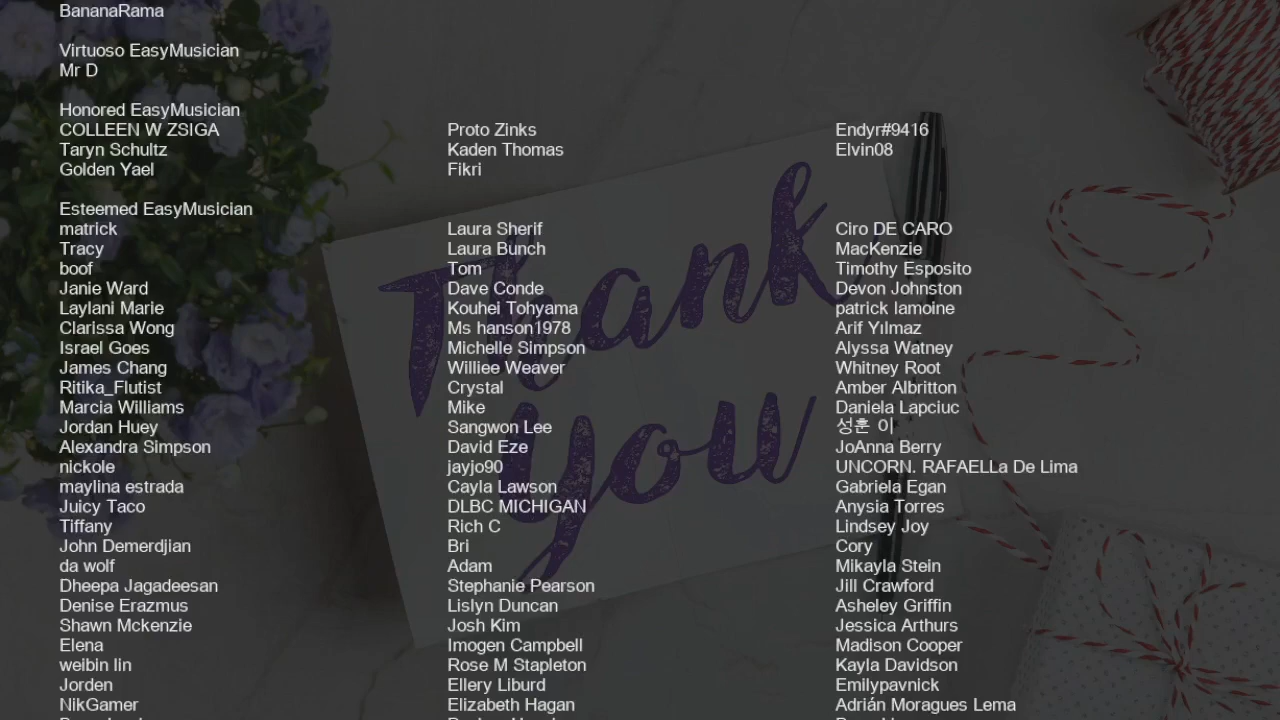 BananaRama
Virtuoso EasyMusician
Mr D
Honored EasyMusician
COLLEEN W ZSIGA
Taryn Schultz
Golden Yael
Proto Zinks
Kaden Thomas
Fikri
Endyr#9416
Elvin08
Esteemed EasyMusician
matrick
Tracy
boof
Janie Ward
Laylani Marie
Clarissa Wong
Israel Goes
James Chang
Ritika_Flutist
Marcia Williams
Jordan Huey
Alexandra Simpson
nickole
maylina estrada
Juicy Taco
Tiffany
John Demerdjian
da wolf
Dheepa Jagadeesan
Denise Erazmus
Shawn Mckenzie
Elena
weibin lin
Jorden
NikGamer
Laura Sherif
Laura Bunch
Tom
Dave Conde
Kouhei Tohyama
Ms hanson1978
Michelle Simpson
Williee Weaver
Crystal
Mike
Sangwon Lee
David Eze
jayjo90
Cayla Lawson
DLBC MICHIGAN
Rich C
Bri
Adam
Stephanie Pearson
Lislyn Duncan
Josh Kim
Imogen Campbell
Rose M Stapleton
Ellery Liburd
Elizabeth Hagan
Ciro DE CARO
MacKenzie
Timothy Esposito
Devon Johnston
patrick lamoine
Arif Yılmaz
Alyssa Watney
Whitney Root
Amber Albritton
Daniela Lapciuc
성훈 이
JoAnna Berry
UNCORN. RAFAELLa De Lima
Gabriela Egan
Anysia Torres
Lindsey Joy
Cory
Mikayla Stein
Jill Crawford
Asheley Griffin
Jessica Arthurs
Madison Cooper
Kayla Davidson
Emilypavnick
Adrián Moragues Lema
Thank
you